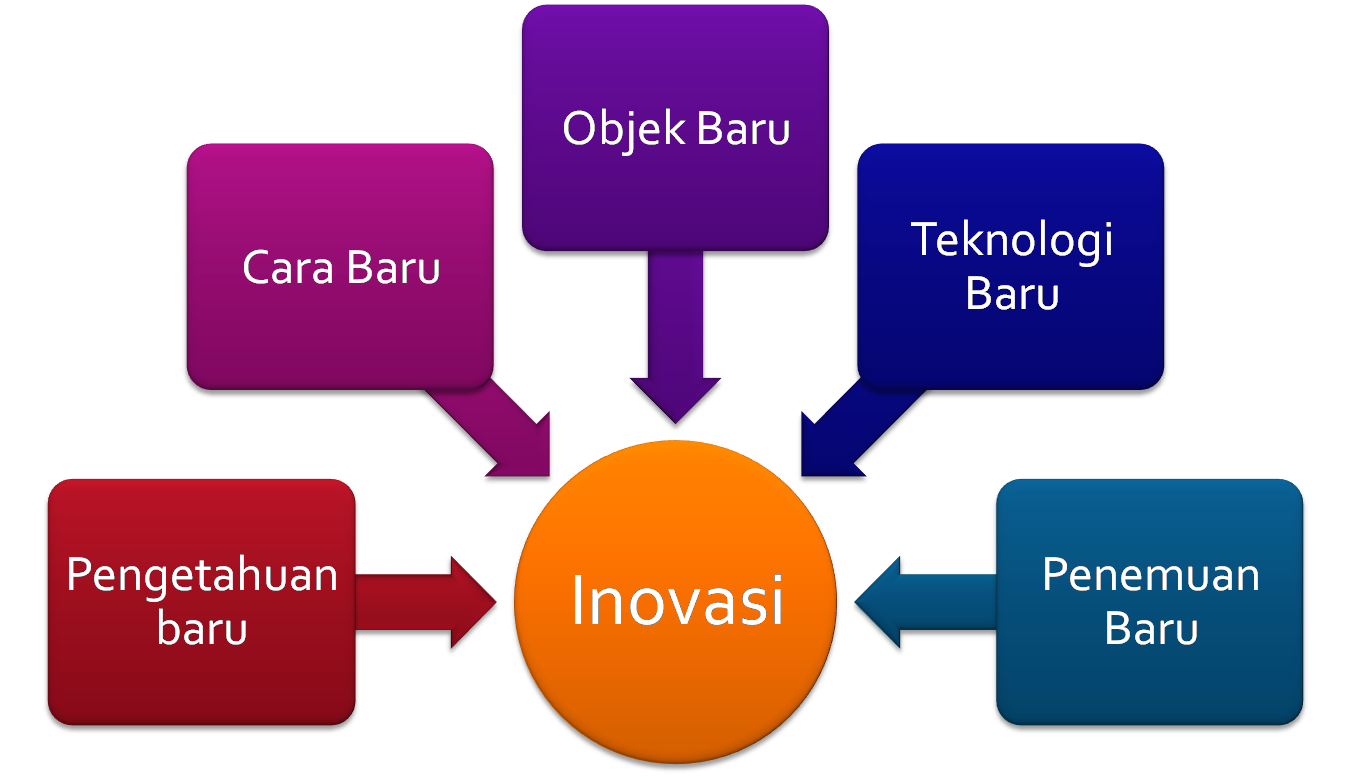 Objek Baru
Cara Baru
Teknologi
Baru
Pengetahuan
baru
Inovasi
Penemuan
Baru